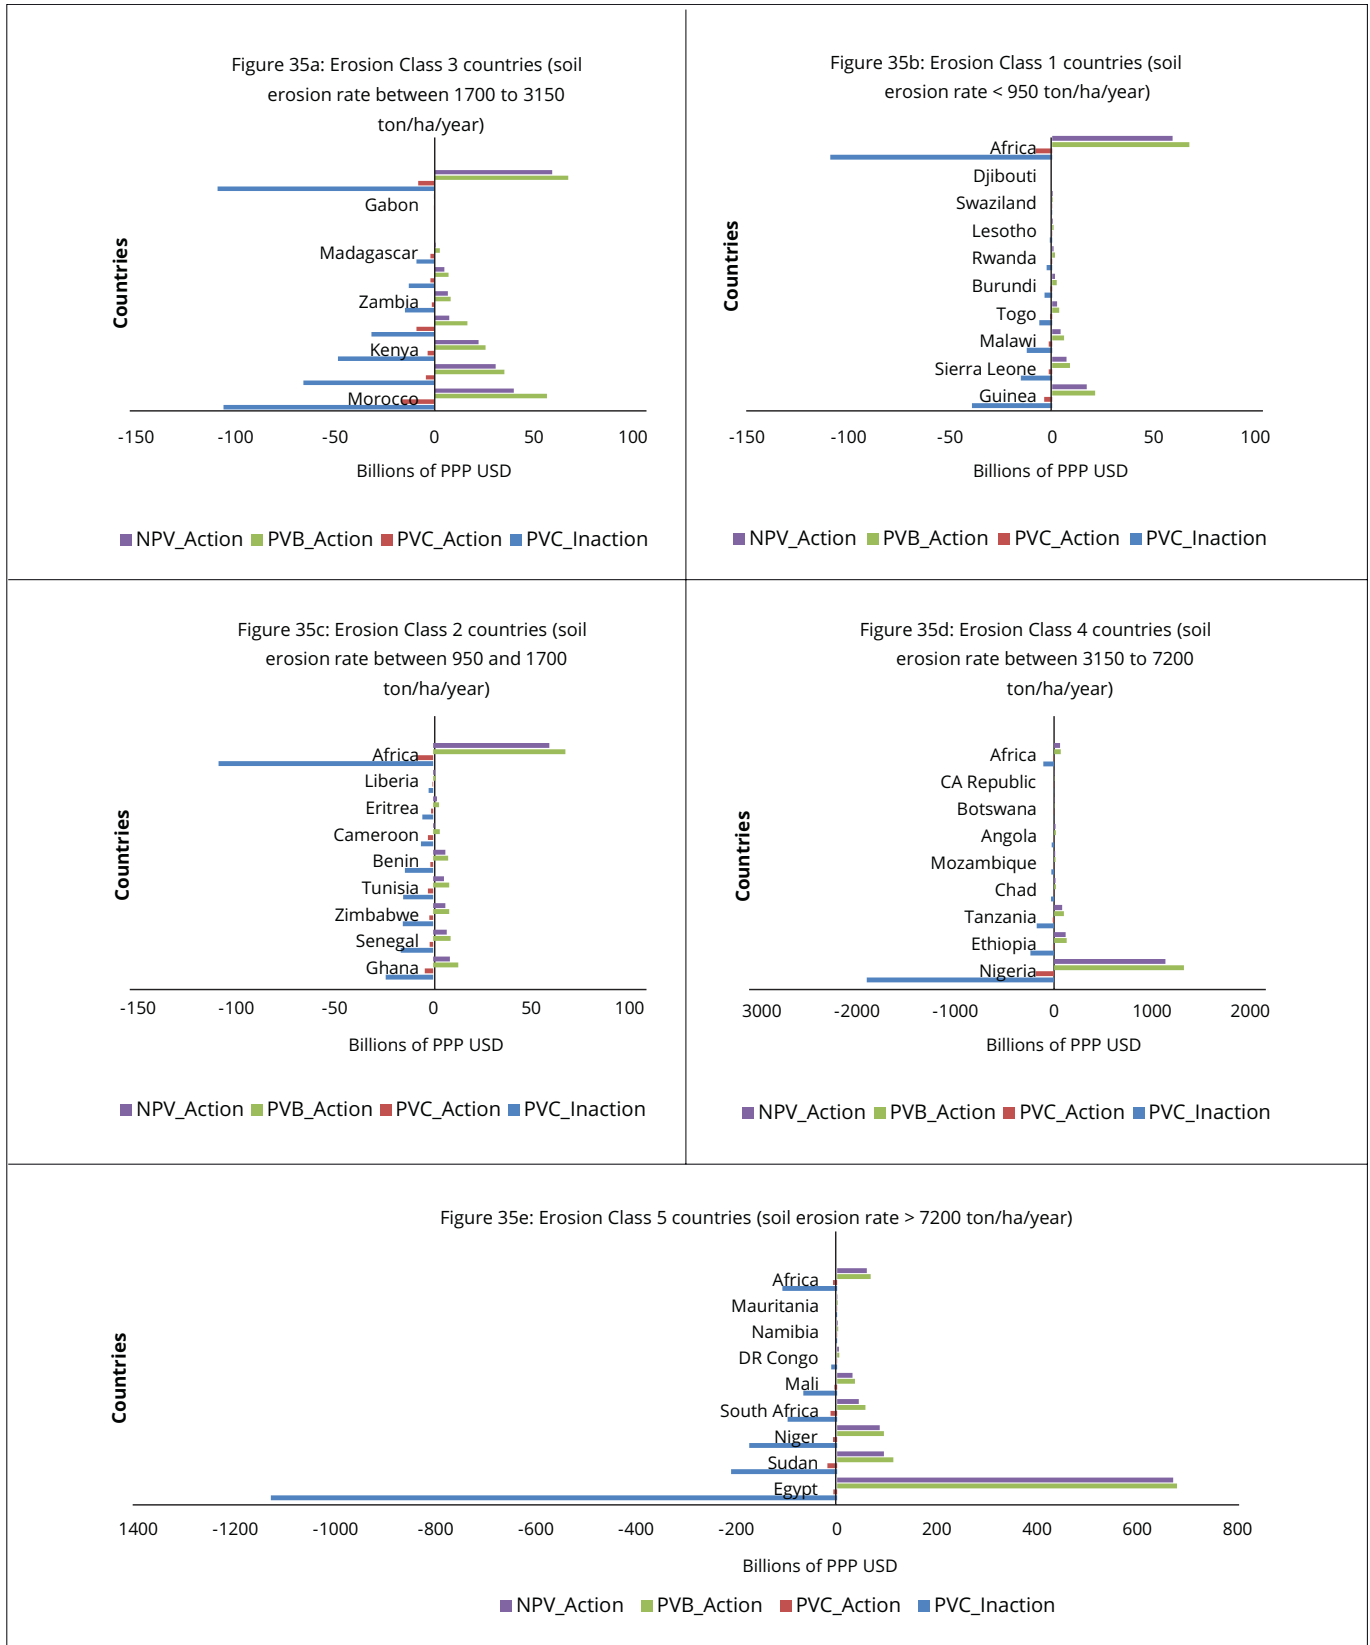 Figure 35a: Erosion Class 3 countries (soil
erosion rate between 1700 to 3150
ton/ha/year)
Countries
Gabon
Madagascar
Zambia
Kenya
Morocco
-150 -100 -50 0 50 100
Billions of PPP USD
NPV_Action PVB_Action PVC_Action PVC_Inaction
Figure 35b: Erosion Class 1 countries (soil
erosion rate < 950 ton/ha/year)
Countries
Africa
Djibouti
Swaziland
Lesotho
Rwanda
Burundi
Togo
Malawi
Sierra Leone
Guinea
-150 -100 -50 0 50 100
Billions of PPP USD
NPV_Action PVB_Action PVC_Action PVC_Inaction
Figure 35c: Erosion Class 2 countries (soil
erosion rate between 950 and 1700
ton/ha/year)
Countries
Africa
Liberia
Eritrea
Cameroon
Benin
Tunisia
Zimbabwe
Senegal
Ghana
-150 -100 -50 0 50 100
Billions of PPP USD
NPV_Action PVB_Action PVC_Action PVC_Inaction
Figure 35d: Erosion Class 4 countries (soil
erosion rate between 3150 to 7200
ton/ha/year)
Countries
Africa
CA Republic
Botswana
Angola
Mozambique
Chad
Tanzania
Ethiopia
Nigeria
3000 -2000 -1000 0 1000 2000
Billions of PPP USD
NPV_Action PVB_Action PVC_Action PVC_Inaction
Figure 35e: Erosion Class 5 countries (soil erosion rate > 7200 ton/ha/year)
Countries
Africa
Mauritania
Namibia
DR Congo
Mali
South Africa
Niger
Sudan
Egypt
1400 -1200 -1000 -800 -600 -400 -200 0 200 400 600 800
Billions of PPP USD
NPV_Action PVB_Action PVC_Action PVC_Inaction